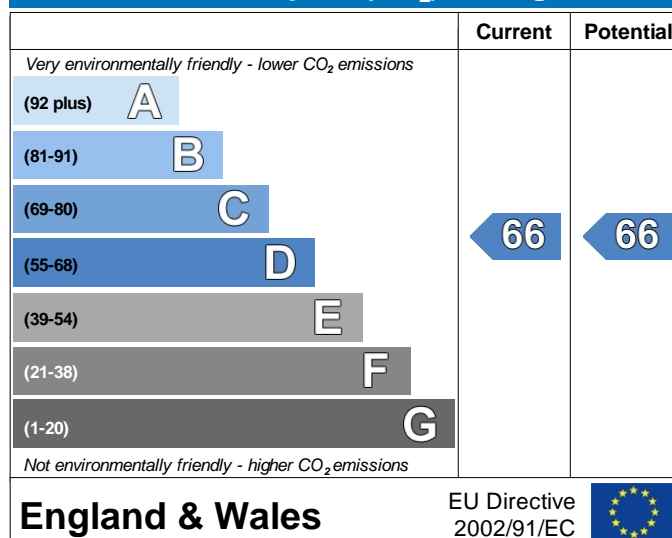 Current Potential
Very environmentally friendly - lower CO₂ emissions
(92 plus) A
(81-91) B
(69-80) C
66 66
(55-68) D
(39-54) E
(21-38) F
(1-20) G
Not environmentally friendly - higher CO₂ emissions
England & Wales
EU Directive
2002/91/EC